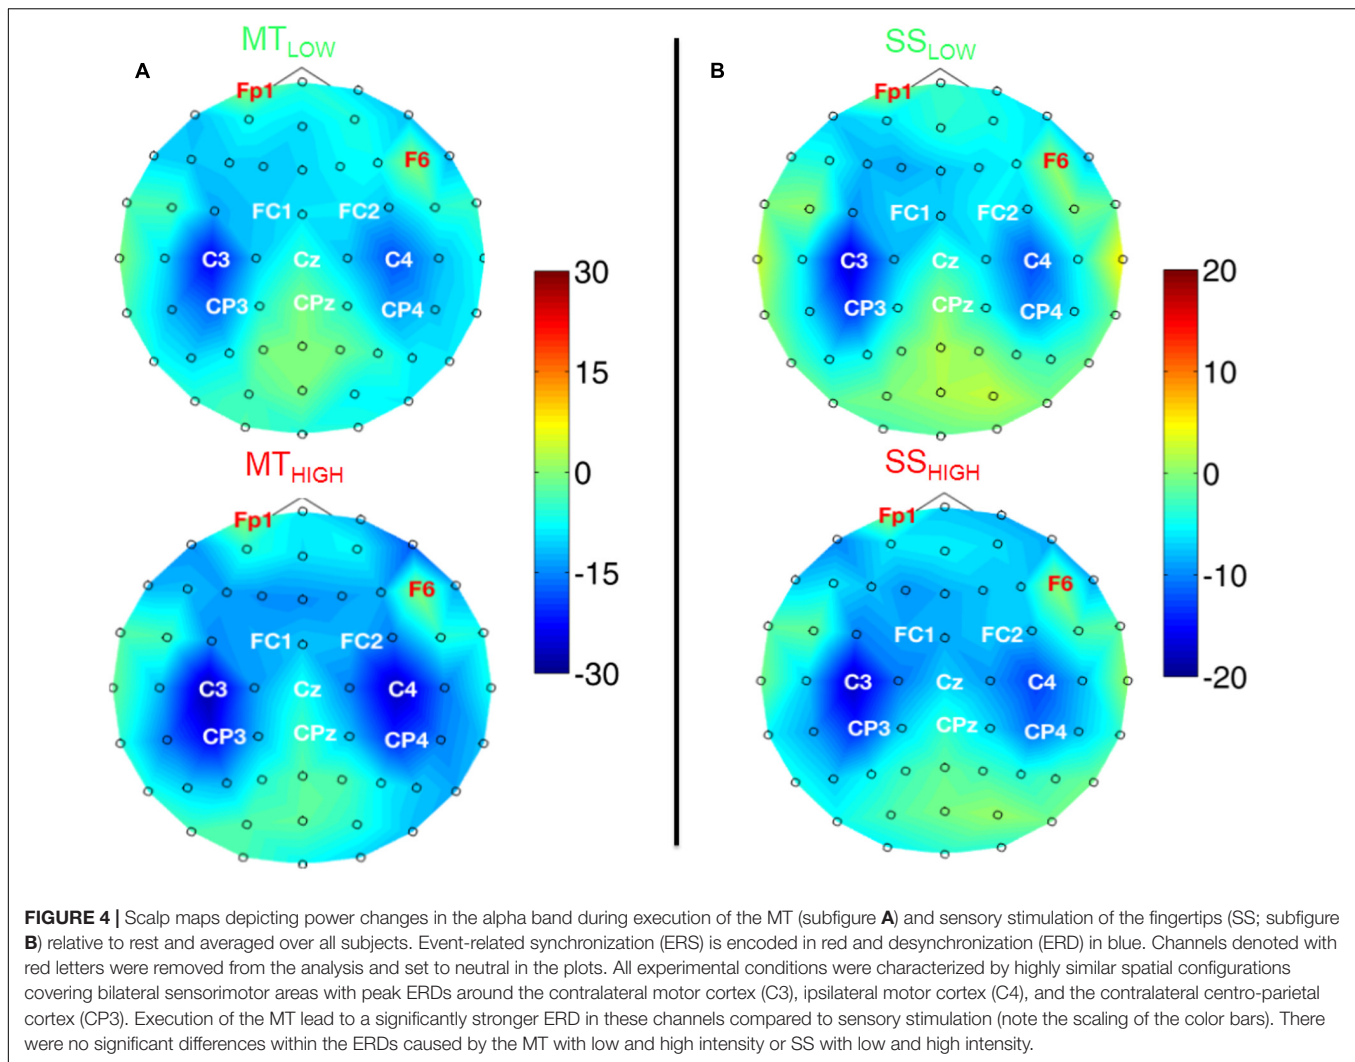 MT LOW
SS LOW
A
B
Fp1
Fp1
F6
F6
FC1 FC2
FC1 FC2
C3 Cz C4
C3 Cz C4
CP3 CPz CP4
CP3 CPz CP4
30
15
0
-15
-30
20
10
0
-10
-20
MT HIGH
SS HIGH
Fp1
Fp1
F6
F6
FC1 FC2
FC1 FC2
C3 Cz C4
C3 Cz C4
CP3 CPz CP4
CP3 CPz CP4
FIGURE 4 | Scalp maps depicting power changes in the alpha band during execution of the MT (subfigure A) and sensory stimulation of the fingertips (SS; subfigure
B) relative to rest and averaged over all subjects. Event-related synchronization (ERS) is encoded in red and desynchronization (ERD) in blue. Channels denoted with
red letters were removed from the analysis and set to neutral in the plots. All experimental conditions were characterized by highly similar spatial configurations
covering bilateral sensorimotor areas with peak ERDs around the contralateral motor cortex (C3), ipsilateral motor cortex (C4), and the contralateral centro-parietal
cortex (CP3). Execution of the MT lead to a significantly stronger ERD in these channels compared to sensory stimulation (note the scaling of the color bars). There
were no significant differences within the ERDs caused by the MT with low and high intensity or SS with low and high intensity.